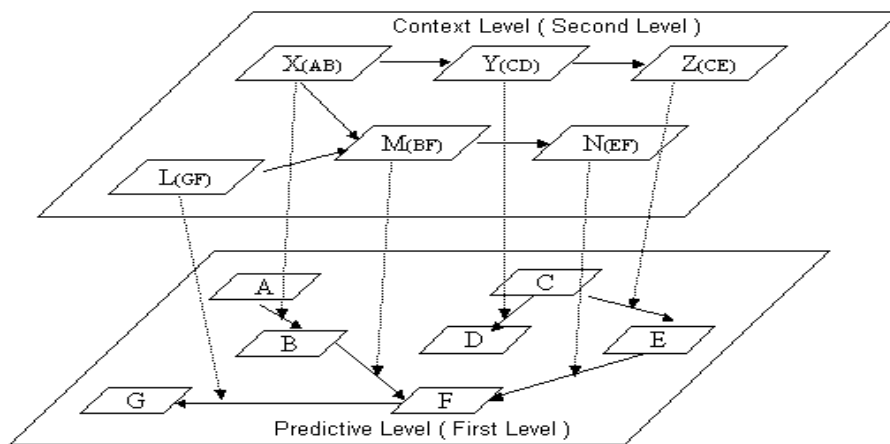 Context Level ( Second Level )
X(AB) Y(CD) Z(CE)
M(BF) N(EF)
L(GF)
A C
B D E
G F
Predictive Level ( First Level )